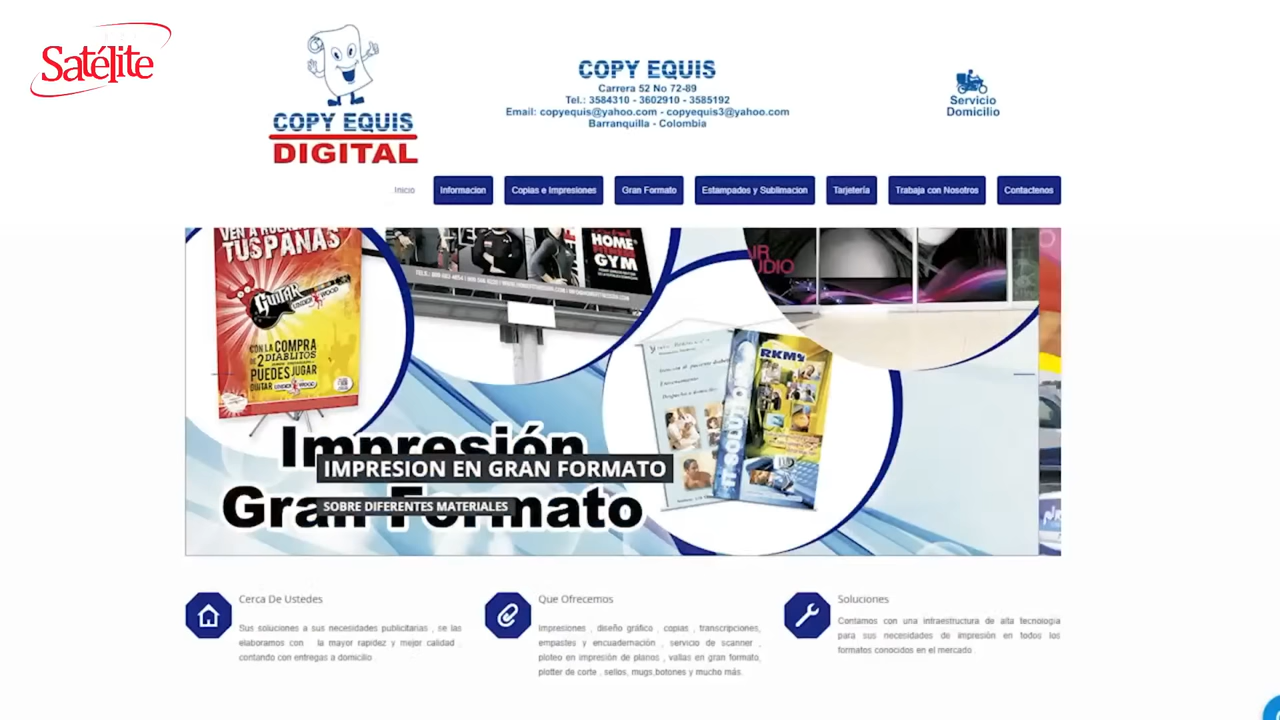 Satélite
COPY EQUIS
DIGITAL
COPY EQUIS
Carrera 52 No 72-89
Tel.: 3584310 - 3602910 - 3585192
Email: copyequis@yahoo.com - copyequis3@yahoo.com
Barranquilla - Colombia
Servicio
Domicilio
Inicio
Informacion
Copias e Impresiones
Gran Formato
Estampados y Sublimacion
Tarjetería
Trabaja con Nosotros
Contactenos
TUS PANAS
GUITAR
CON LA COMPRA
DE 2 DIABLITOS
PUEDES JUGAR
GUITAR
HOME
GYM
RKMs
IT SOLUTIONS
Impresión
Gran Formato
IMPRESION EN GRAN FORMATO
SOBRE DIFERENTES MATERIALES
Cerca De Ustedes
Sus soluciones a sus necesidades publicitarias , se las
elaboramos con la mayor rapidez y mejor calidad ,
contando con entregas a domicilio .
Que Ofrecemos
Impresiones , diseño gráfico , copias , transcripciones,
empastes y encuadernación , servicio de scanner ,
ploteo en impresión de planos , vallas en gran formato,
plotter de corte , sellos, mugs,botones y mucho más.
Soluciones
Contamos con una infraestructura de alta tecnologia
para sus necesidades de impresión en todos los
formatos conocidos en el mercado .